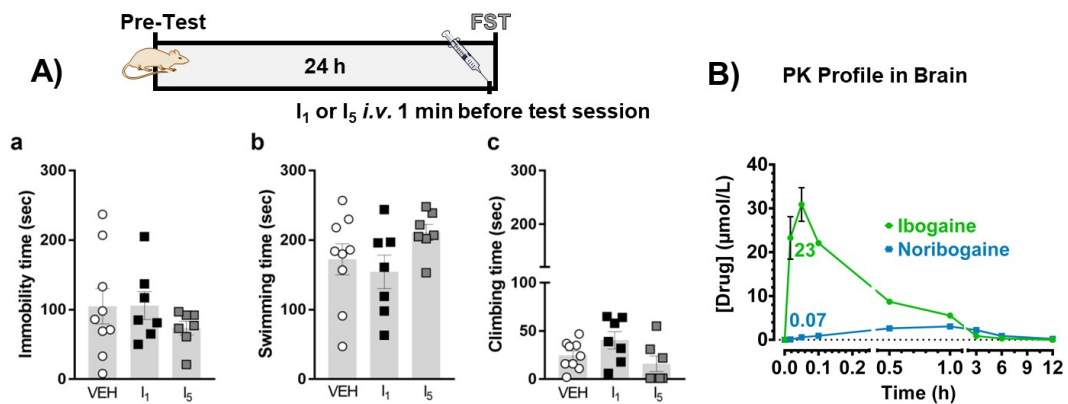 Pre-Test
FST
A)
24 h
I₁ or I₅ i.v. 1 min before test session
B)
PK Profile in Brain
a
Immobility time (sec)
300
200
100
0
VEH I₁ I₅
b
Swimming time (sec)
300
200
100
0
VEH I₁ I₅
c
Climbing time (sec)
300
200
100
50
0
VEH I₁ I₅
[Drug] (µmol/L)
40
30
20
10
0
23
0.07
Ibogaine
Noribogaine
0.0 0.1 0.2 0.5 1.0 3 6 9 12
Time (h)